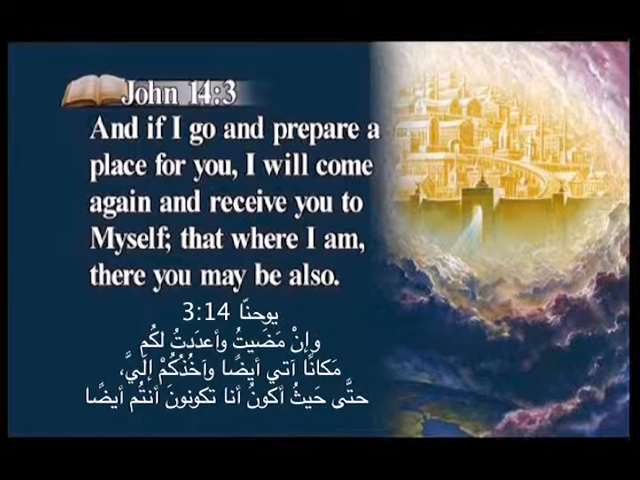 John 14:3
And if I go and prepare a
place for you, I will come
again and receive you to
Myself; that where I am,
there you may be also.
يوحنّا 3:14
وإنْ مَضَيتُ وأعدَدتُ لكُم
مَكانًا آتي أيضًا وآخُذُكُمْ إلَيَّ،
حتَّى حَيثُ أكونُ أنا تكونونَ أنتُم أيضًا